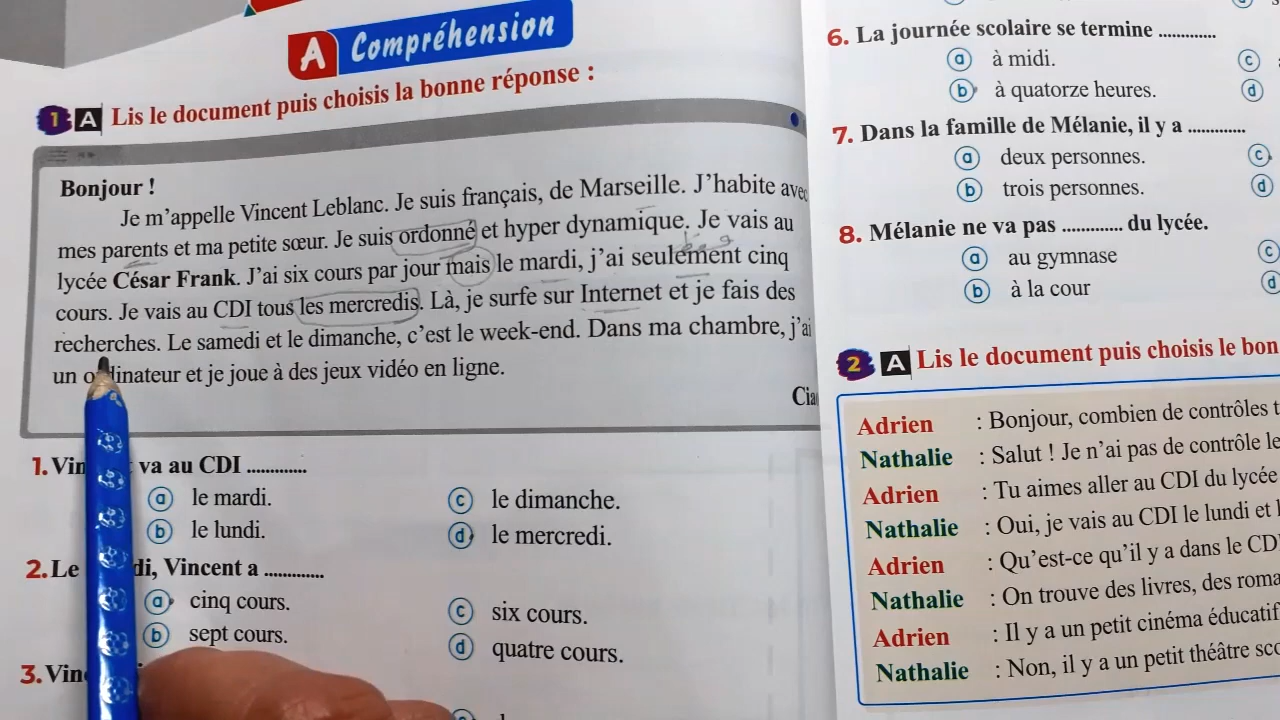 A Compréhension
1 A Lis le document puis choisis la bonne réponse :
Bonjour !
Je m'appelle Vincent Leblanc. Je suis français, de Marseille. J'habite avec
mes parents et ma petite sœur. Je suis ordonné et hyper dynamique. Je vais au
lycée César Frank. J'ai six cours par jour mais le mardi, j'ai seulement cinq
cours. Je vais au CDI tous les mercredis. Là, je surfe sur Internet et je fais des
recherches. Le samedi et le dimanche, c'est le week-end. Dans ma chambre, j'ai
un ordinateur et je joue à des jeux vidéo en ligne.
1. va au CDI .............
a le mardi.
c le dimanche.
b le lundi.
d le mercredi.
2. Le di, Vincent a .............
a cinq cours.
c six cours.
b sept cours.
d quatre cours.
3. Vin
6. La journée scolaire se termine .............
a à midi.
c
b à quatorze heures.
d
7. Dans la famille de Mélanie, il y a .............
a deux personnes.
c
b trois personnes.
d
8. Mélanie ne va pas ............. du lycée.
a au gymnase
c
b à la cour
d
2 A Lis le document puis choisis le bon
Adrien : Bonjour, combien de contrôles t
Nathalie : Salut ! Je n'ai pas de contrôle le
Adrien : Tu aimes aller au CDI du lycée
Nathalie : Oui, je vais au CDI le lundi et l
Adrien : Qu'est-ce qu'il y a dans le CDI
Nathalie : On trouve des livres, des roma
Adrien : Il y a un petit cinéma éducatif
Nathalie : Non, il y a un petit théâtre sco